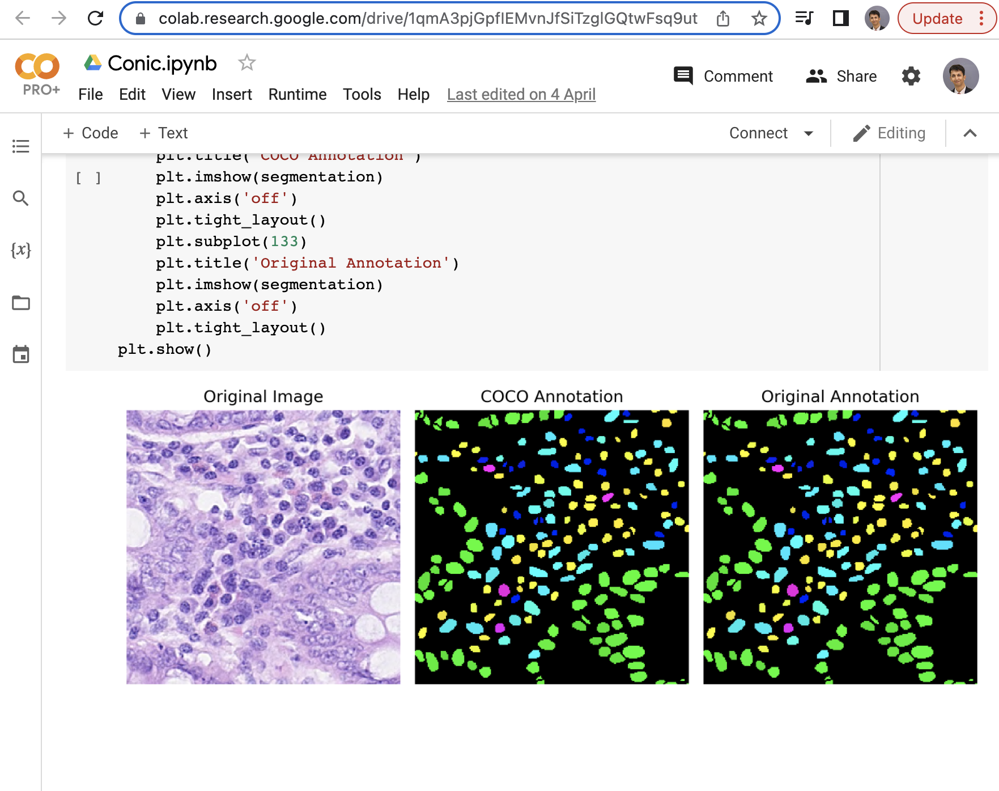 colab.research.google.com/drive/1qmA3pjGpflEMvnJfSiTzglGQtwFsq9ut
Update
CO
PRO+
Conic.ipynb
Comment
Share
File Edit View Insert Runtime Tools Help Last edited on 4 April
+ Code + Text
Connect
Editing
{x}
plt.title('COCO Annotation')
[ ]
plt.imshow(segmentation)
plt.axis('off')
plt.tight_layout()
plt.subplot(133)
plt.title('Original Annotation')
plt.imshow(segmentation)
plt.axis('off')
plt.tight_layout()
plt.show()
Original Image
COCO Annotation
Original Annotation